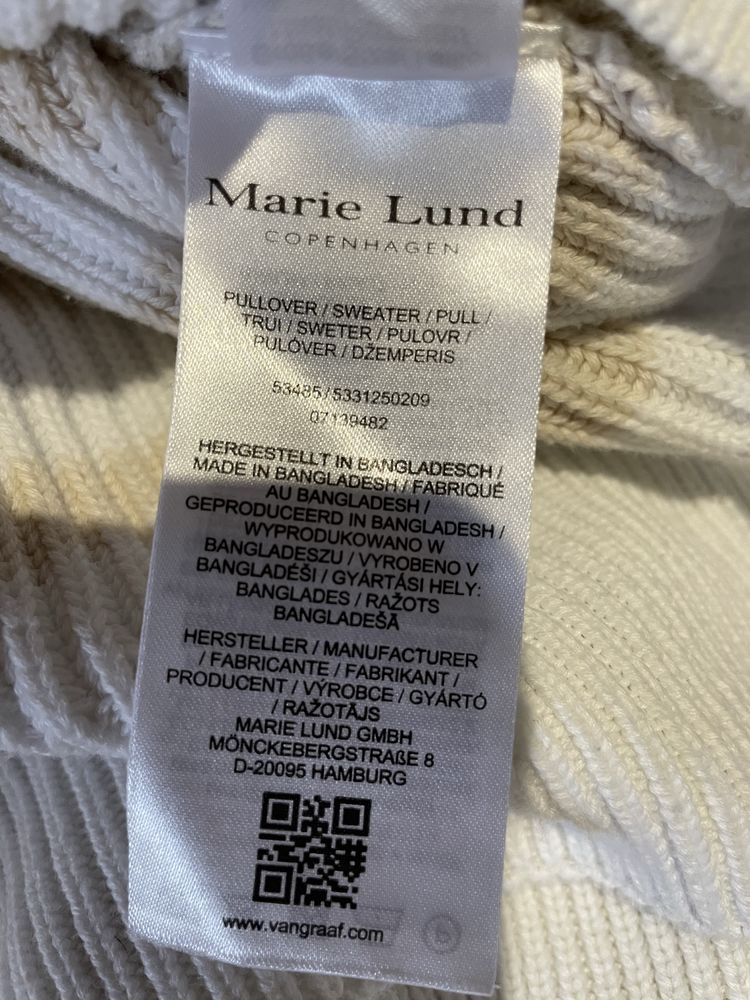 Marie Lund
COPENHAGEN
PULLOVER / SWEATER / PULL /
TRUI / SWETER / PULOVR /
PULÓVER / DŽEMPERIS
53485 / 5331250209
07139482
HERGESTELLT IN BANGLADESCH /
MADE IN BANGLADESH / FABRIQUÉ
AU BANGLADESH /
GEPRODUCEERD IN BANGLADESH /
WYPRODUKOWANO W
BANGLADESZU / VYROBENO V
BANGLADÉŠI / GYÁRTÁSI HELY:
BANGLADES / RAŽOTS
BANGLADEŠĀ
HERSTELLER / MANUFACTURER
/ FABRICANTE / FABRIKANT /
PRODUCENT / VÝROBCE / GYÁRTÓ
/ RAŽOTĀJS
MARIE LUND GMBH
MÖNCKEBERGSTRAßE 8
D-20095 HAMBURG
www.vangraaf.com